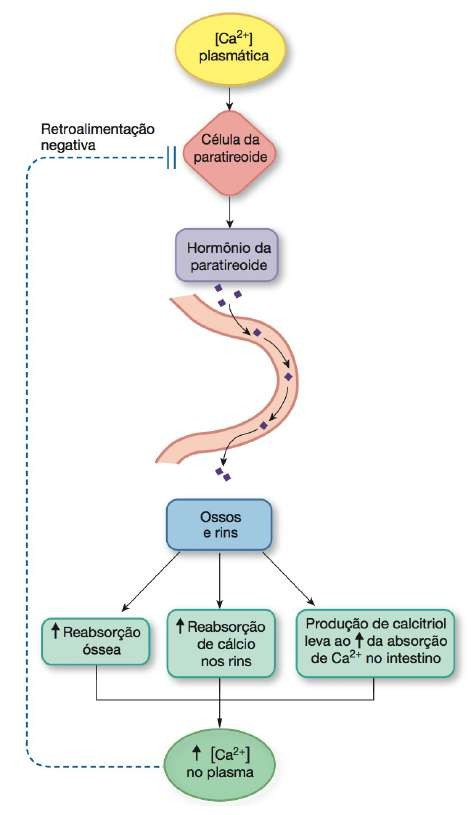 [Ca²⁺]
plasmática
Retroalimentação
negativa
Célula da
paratireoide
Hormônio da
paratireoide
Ossos
e rins
↑ Reabsorção
óssea
↑ Reabsorção
de cálcio
nos rins
Produção de calcitriol
leva ao ↑ da absorção
de Ca²⁺ no intestino
↑ [Ca²⁺]
no plasma